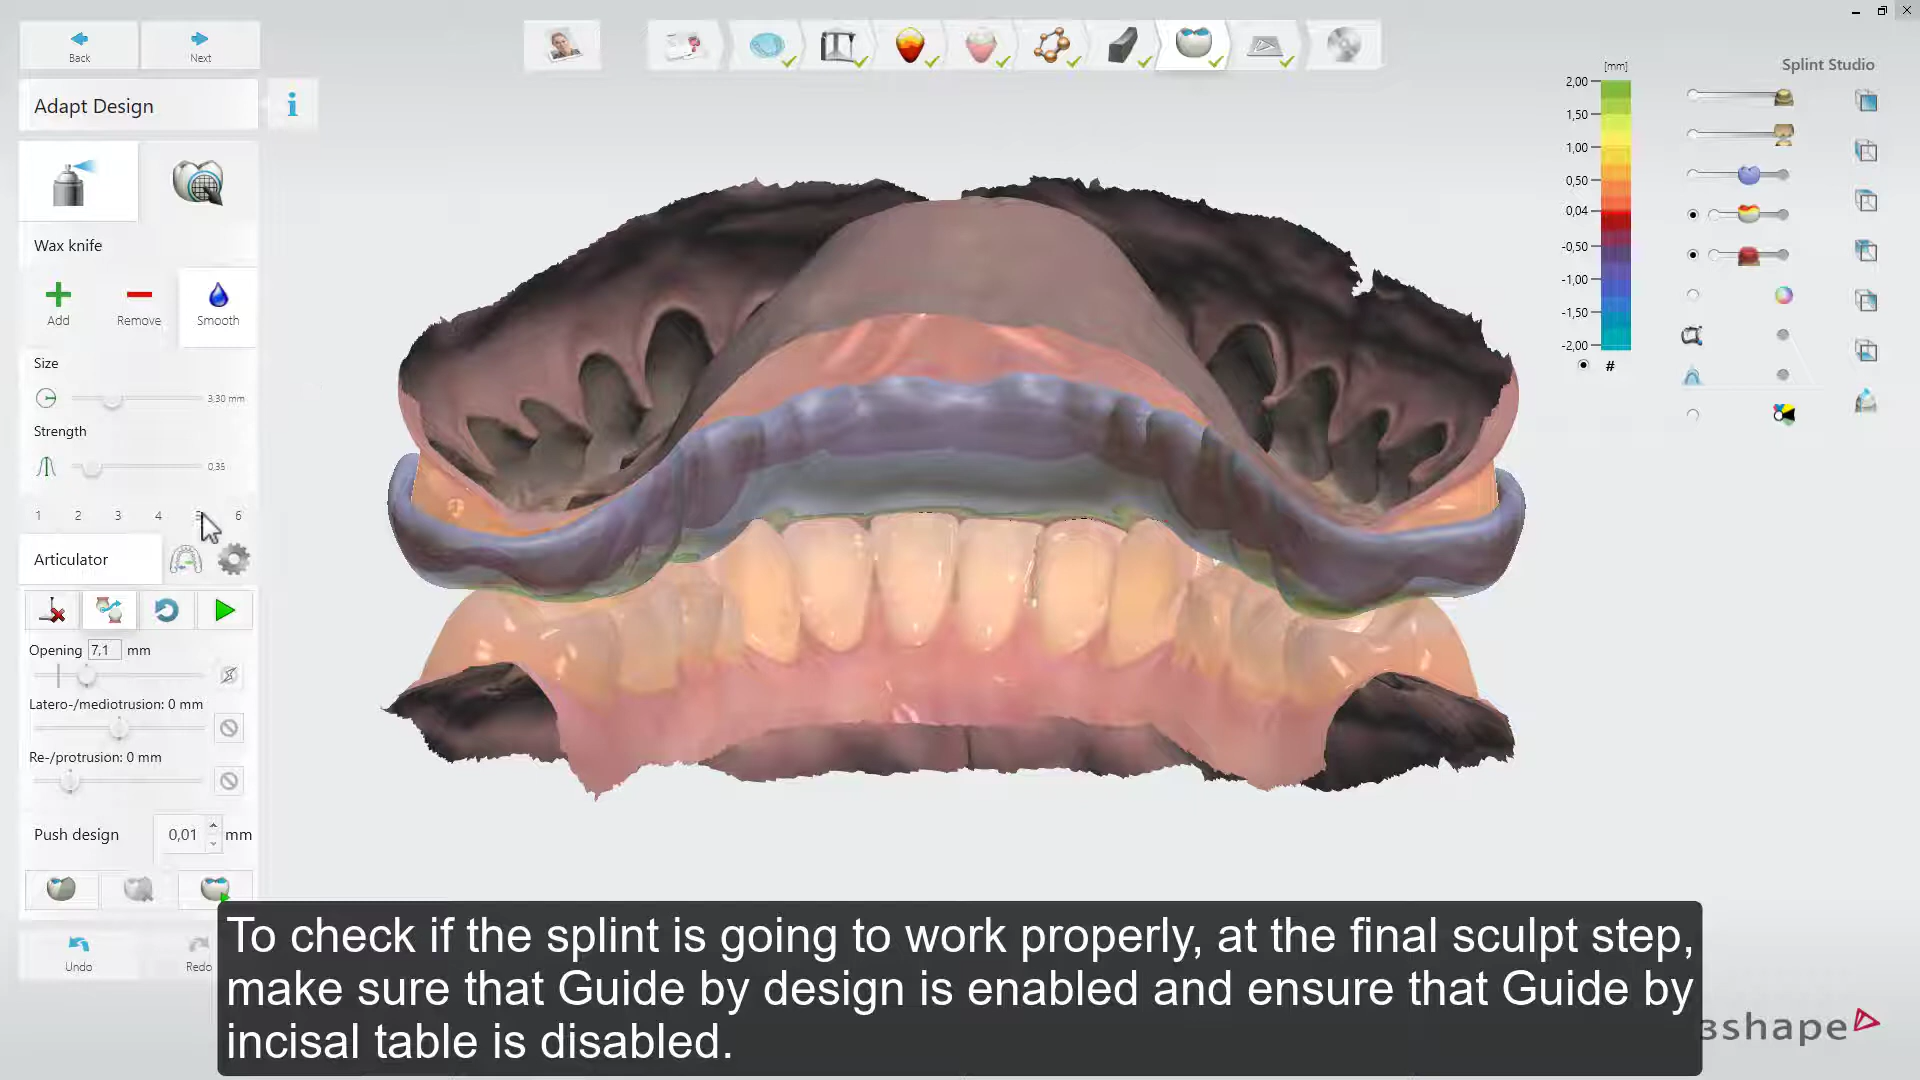 Back
Next
Splint Studio
Adapt Design
Wax knife
Add
Remove
Smooth
Size
3,30 mm
Strength
0,35
1 2 3 4 5 6
Articulator
Opening 7,1 mm
Latero-/mediotrusion: 0 mm
Re-/protrusion: 0 mm
Push design 0,01 mm
Undo
Redo
[mm]
2,00
1,50
1,00
0,50
0,04
-0,50
-1,00
-1,50
-2,00
#
To check if the splint is going to work properly, at the final sculpt step,
make sure that Guide by design is enabled and ensure that Guide by
incisal table is disabled.
3shape